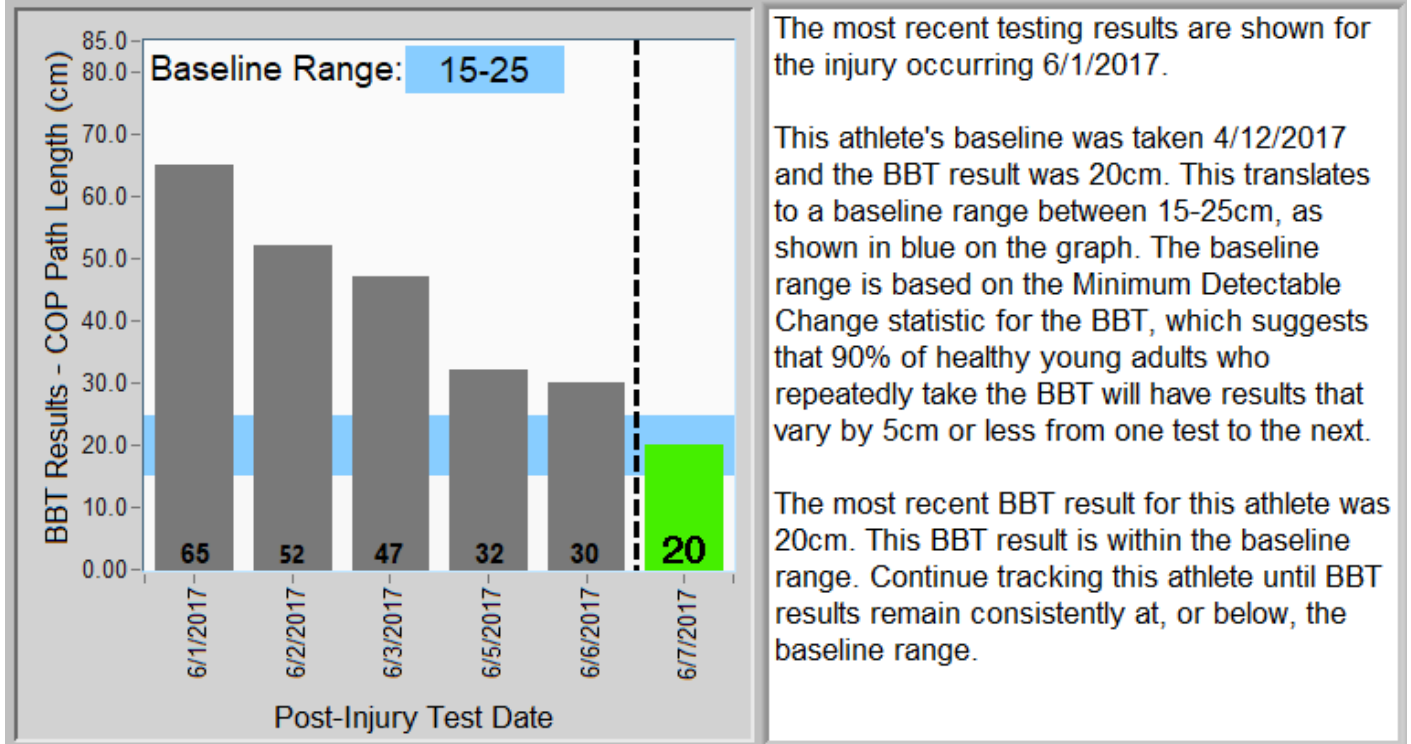 85.0
80.0
70.0
60.0
50.0
40.0
30.0
20.0
10.0
0.00
BBT Results - COP Path Length (cm)
Baseline Range: 15-25
65 52 47 32 30 20
6/1/2017 6/2/2017 6/3/2017 6/5/2017 6/6/2017 6/7/2017
Post-Injury Test Date
The most recent testing results are shown for
the injury occurring 6/1/2017.
This athlete's baseline was taken 4/12/2017
and the BBT result was 20cm. This translates
to a baseline range between 15-25cm, as
shown in blue on the graph. The baseline
range is based on the Minimum Detectable
Change statistic for the BBT, which suggests
that 90% of healthy young adults who
repeatedly take the BBT will have results that
vary by 5cm or less from one test to the next.
The most recent BBT result for this athlete was
20cm. This BBT result is within the baseline
range. Continue tracking this athlete until BBT
results remain consistently at, or below, the
baseline range.